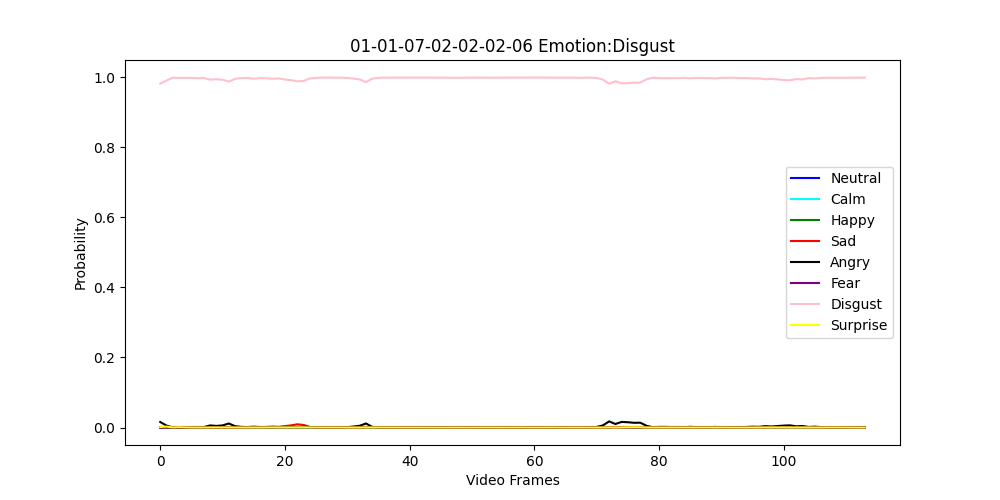 01-01-07-02-02-02-06 Emotion:Disgust
1.0
0.8
0.6
0.4
0.2
0.0
Probability
Neutral
Calm
Happy
Sad
Angry
Fear
Disgust
Surprise
0 20 40 60 80 100
Video Frames